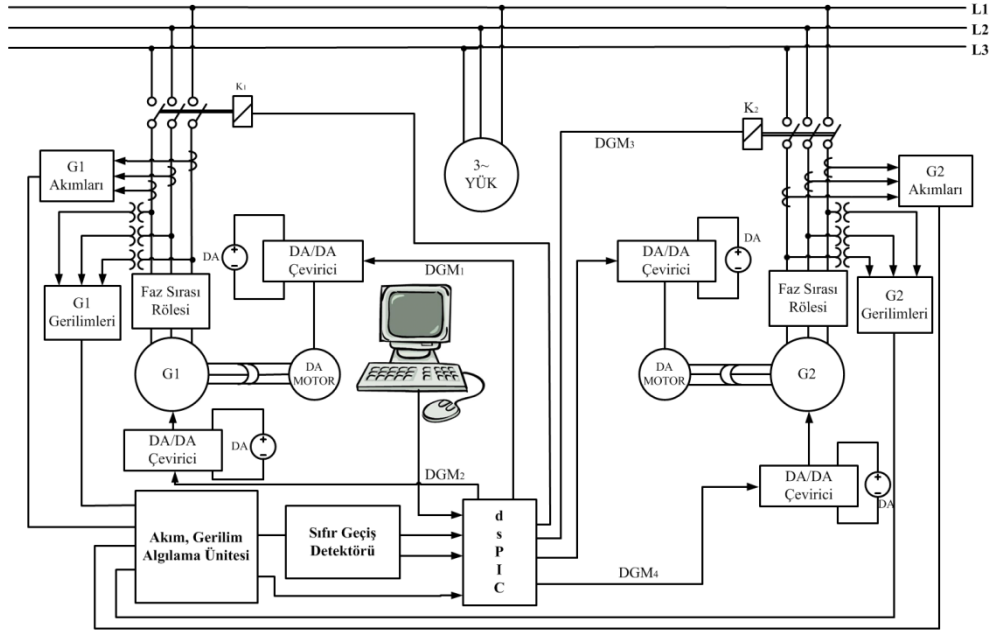 L1
L2
L3
K1
K2
DGM3
3~
YÜK
G1
Akımları
G2
Akımları
DA
DA/DA
Çevirici
DGM1
DA/DA
Çevirici
DA
G1
Gerilimleri
Faz Sırası
Rölesi
Faz Sırası
Rölesi
G2
Gerilimleri
G1
DA
MOTOR
DA
MOTOR
G2
DA/DA
Çevirici
DA
DGM2
DA/DA
Çevirici
DA
Akım, Gerilim
Algılama Ünitesi
Sıfır Geçiş
Detektörü
d
s
P
I
C
DGM4